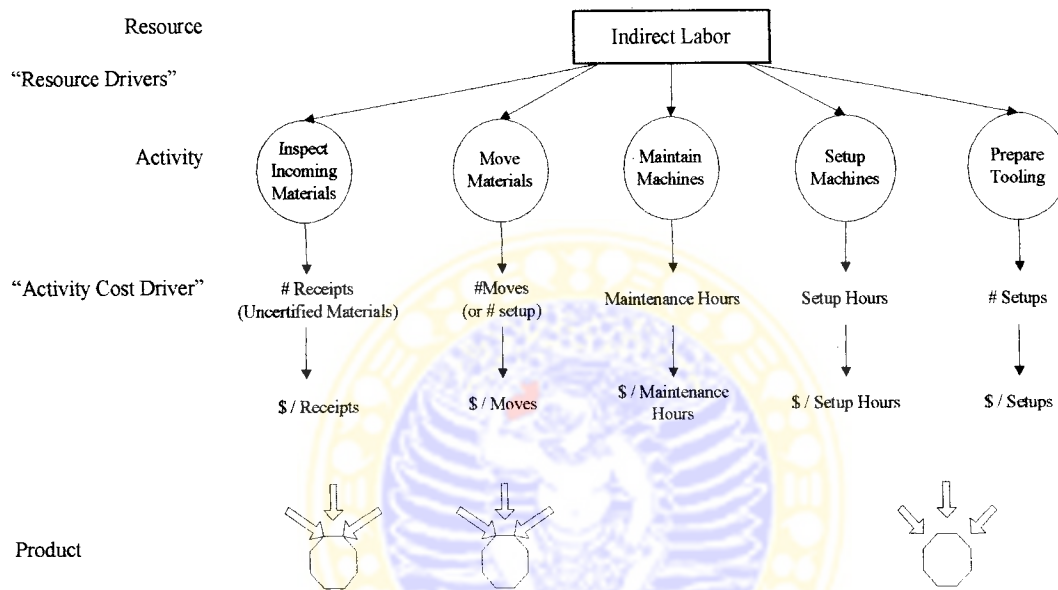 Resource
Indirect Labor
“Resource Drivers”
Activity
Inspect
Incoming
Materials
Move
Materials
Maintain
Machines
Setup
Machines
Prepare
Tooling
“Activity Cost Driver”
# Receipts
(Uncertified Materials)
#Moves
(or # setup)
Maintenance Hours
Setup Hours
# Setups
$ / Receipts
$ / Moves
$ / Maintenance
Hours
$ / Setup Hours
$ / Setups
Product